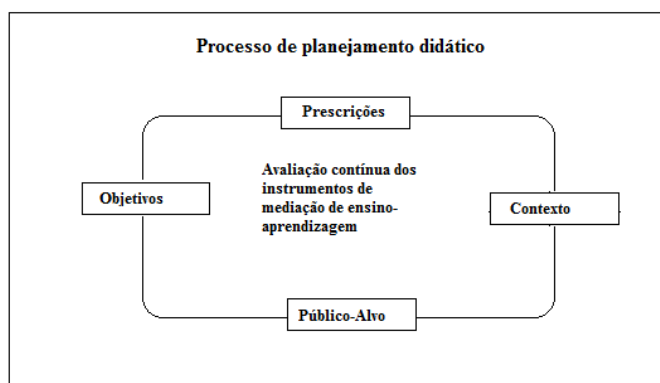 Processo de planejamento didático
Prescrições
Avaliação contínua dos
instrumentos de
mediação de ensino-
aprendizagem
Objetivos
Contexto
Público-Alvo